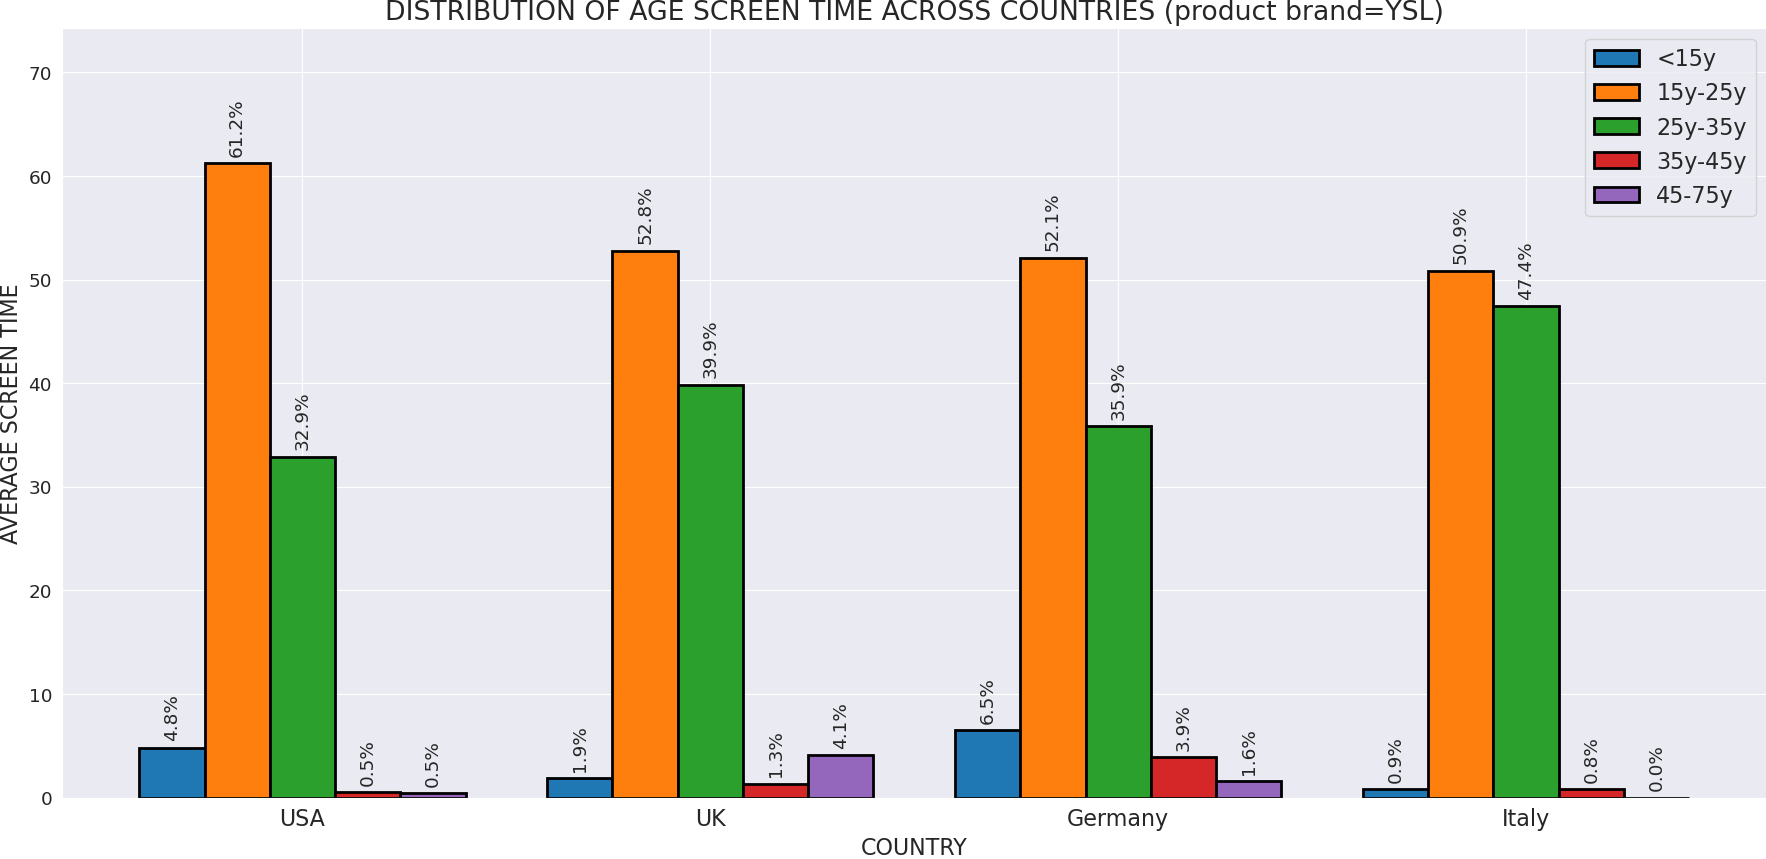 DISTRIBUTION OF AGE SCREEN TIME ACROSS COUNTRIES (product brand=YSL)
<15y
15y-25y
25y-35y
35y-45y
45-75y
AVERAGE SCREEN TIME
70
60
50
40
30
20
10
0
4.8%
61.2%
32.9%
0.5%
0.5%
1.9%
52.8%
39.9%
1.3%
4.1%
6.5%
52.1%
35.9%
3.9%
1.6%
0.9%
50.9%
47.4%
0.8%
0.0%
USA
UK
Germany
Italy
COUNTRY